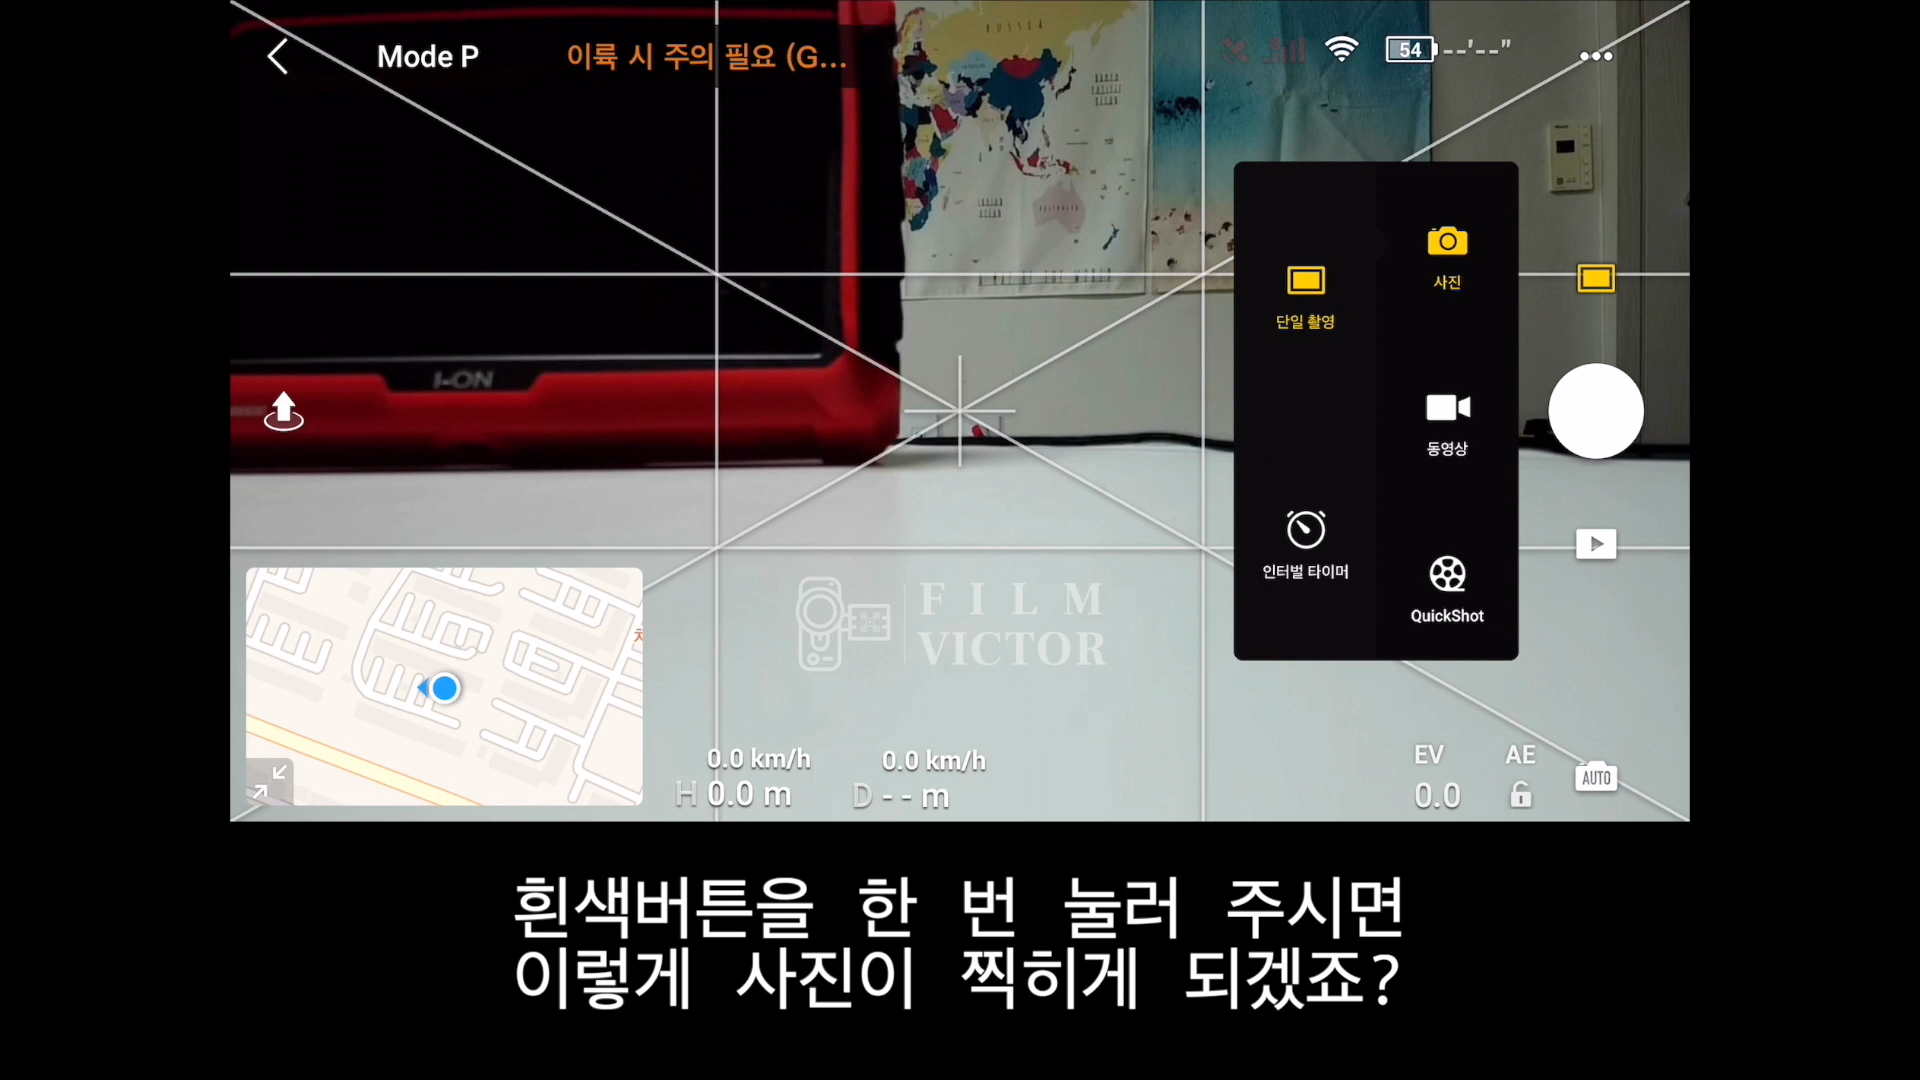 Mode P
이륙 시 주의 필요 (G...
54
--'--"
RUSSIA
AUSTRALIA
I-ON
단일 촬영
사진
동영상
인터벌 타이머
QuickShot
FILM
VICTOR
0.0 km/h
0.0 km/h
H 0.0 m
D -- m
EV
AE
0.0
AUTO
흰색버튼을 한 번 눌러 주시면
이렇게 사진이 찍히게 되겠죠?